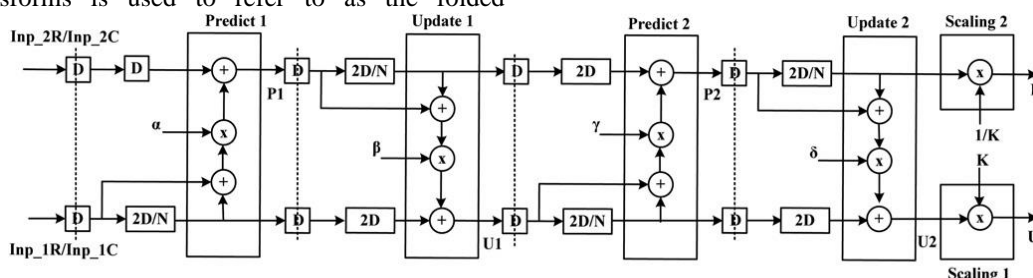 sforms is used to refer to as the folded
Predict 1 Update 1 Predict 2 Update 2 Scaling 2
Inp_2R/Inp_2C
D D + D 2D/N D 2D + D 2D/N x
P1 P2
+ +
1/K
α x β x γ x δ x
K
+ +
D 2D/N D 2D + D 2D/N D 2D + x
Inp_1R/Inp_1C U1 U2 U
Scaling 1